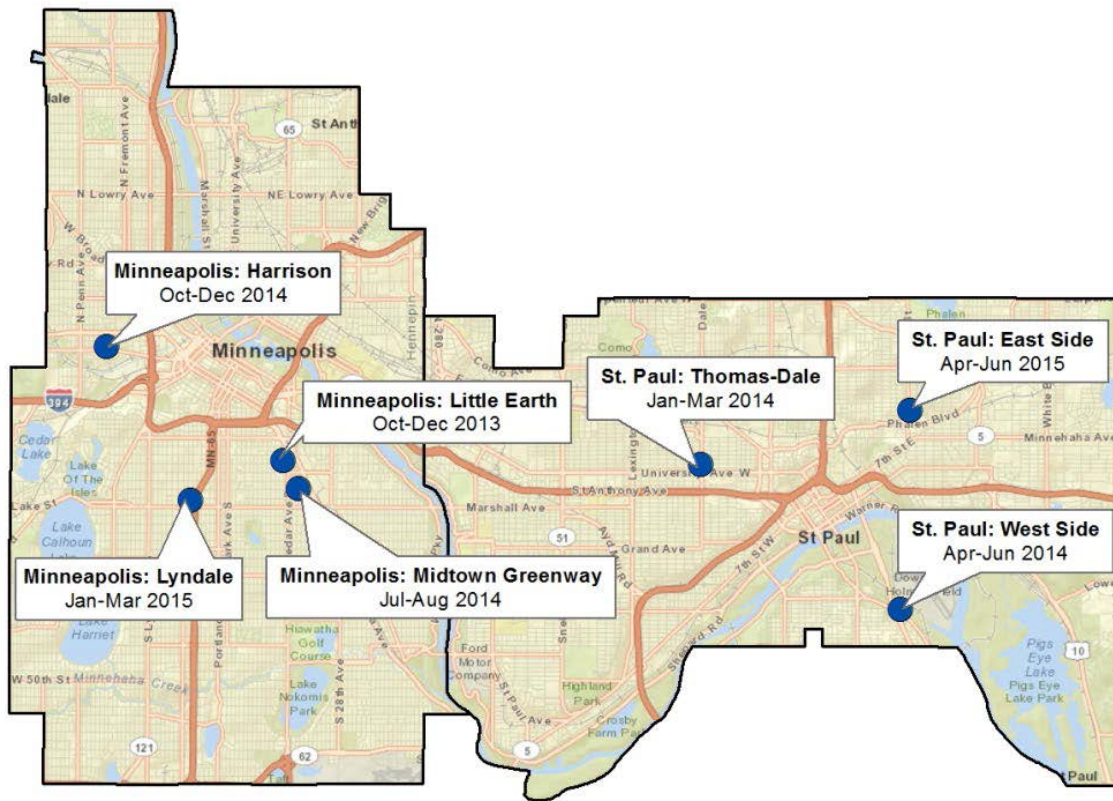 65
St Anth
N Fremont Ave
N Lowry Ave
NE Lowry Ave
Marshall St
University Ave
New Brig
W Broad
N Penn Ave
Minneapolis: Harrison
Oct-Dec 2014
Minneapolis
Hennepin
N. 280
Como Ave
Como
Dale
Phalen
394
Cedar
Lake
Lake
Of The
Isles
MN-65
Minneapolis: Little Earth
Oct-Dec 2013
St. Paul: Thomas-Dale
Jan-Mar 2014
St. Paul: East Side
Apr-Jun 2015
Phalen Blvd
White B
5
Minnehaha Ave
7th St E
Lexington
University Ave W
St Anthony Ave
Lake St
Lake
Calhoun
Marshall Ave
51
Grand Ave
Ayd Mill Rd
7th St W
St Paul
Warner R
Minneapolis: Lyndale
Jan-Mar 2015
Minneapolis: Midtown Greenway
Jul-Aug 2014
St. Paul: West Side
Apr-Jun 2014
Lake
Harriet
Hiawatha
Golf
Course
Portland
W 50th St
Minnehaha Creek
Lake
Nokomis
Park
S 28th Ave
Ford
Motor
Company
St Paul Ave
Highland
Park
Shepard Rd
Crosby
Farm Park
Pigs
Eye
Lake
Pigs Eye
Lake Park
10
121
62
5
t Paul